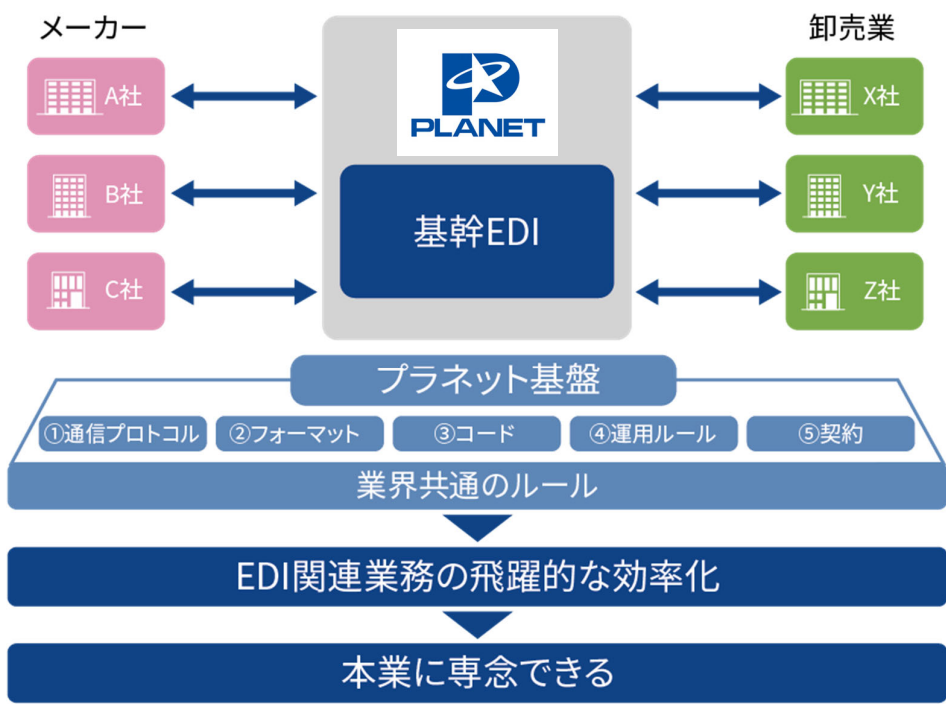 メーカー
卸売業
PLANET
A社
X社
B社
Y社
基幹EDI
C社
Z社
プラネット基盤
①通信プロトコル
②フォーマット
③コード
④運用ルール
⑤契約
業界共通のルール
EDI関連業務の飛躍的な効率化
本業に専念できる